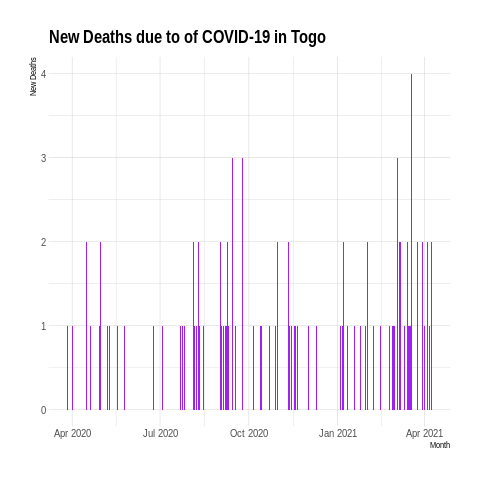 New Deaths due to of COVID-19 in Togo
New Deaths
4
3
2
1
0
Apr 2020 Jul 2020 Oct 2020 Jan 2021 Apr 2021
Month